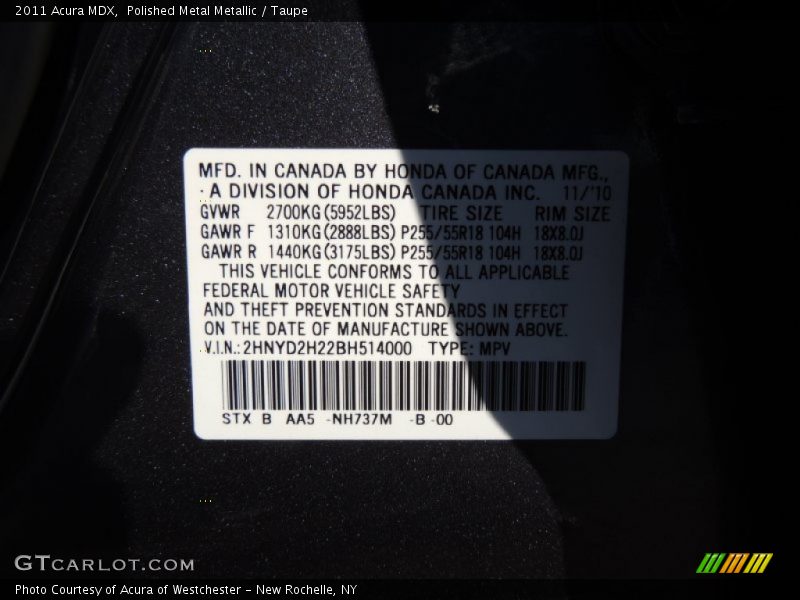 2011 Acura MDX,  Polished Metal Metallic / Taupe
MFD. IN CANADA BY HONDA OF CANADA MFG.,
A DIVISION OF HONDA CANADA INC.   11/'10
GVWR   2700KG(5952LBS)   TIRE SIZE   RIM SIZE
GAWR F  1310KG(2888LBS) P255/55R18 104H  18X8.0J
GAWR R  1440KG(3175LBS) P255/55R18 104H  18X8.0J
THIS VEHICLE CONFORMS TO ALL APPLICABLE
FEDERAL MOTOR VEHICLE SAFETY
AND THEFT PREVENTION STANDARDS IN EFFECT
ON THE DATE OF MANUFACTURE SHOWN ABOVE.
V.I.N.: 2HNYD2H22BH514000   TYPE: MPV
STX  B   AA5  -NH737M   -B -00
GTCARLOT.COM
Photo Courtesy of Acura of Westchester - New Rochelle, NY